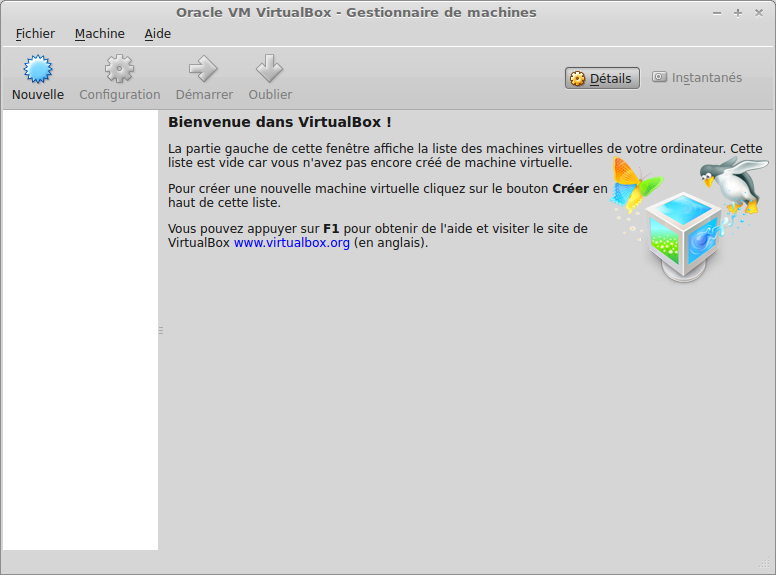 Oracle VM VirtualBox - Gestionnaire de machines
Fichier Machine Aide
Nouvelle Configuration Démarrer Oublier Détails Instantanés
Bienvenue dans VirtualBox !
La partie gauche de cette fenêtre affiche la liste des machines virtuelles de votre ordinateur. Cette
liste est vide car vous n'avez pas encore créé de machine virtuelle.
Pour créer une nouvelle machine virtuelle cliquez sur le bouton Créer en
haut de cette liste.
Vous pouvez appuyer sur F1 pour obtenir de l'aide et visiter le site de
VirtualBox www.virtualbox.org (en anglais).